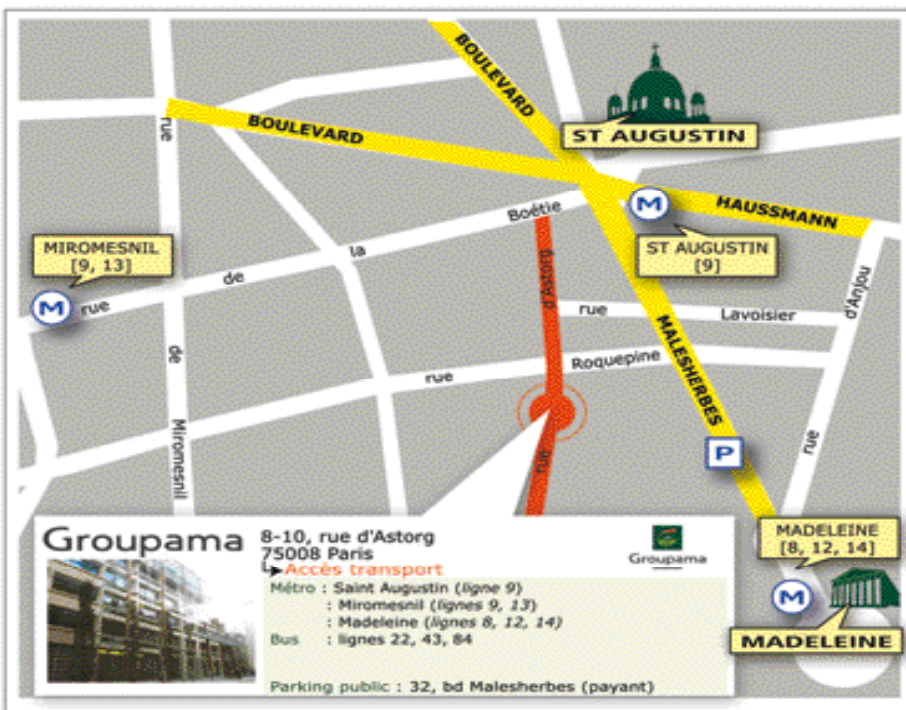 BOULEVARD
BOULEVARD
ST AUGUSTIN
HAUSSMANN
ST AUGUSTIN
[9]
M
MIROMESNIL
[9, 13]
M
rue de la Boétie
rue de Miromesnil
rue d'Astorg
rue Lavoisier
rue Roquepine
rue d'Anjou
MALESHERBES
P
MADELEINE
[8, 12, 14]
M
MADELEINE
Groupama
8-10, rue d'Astorg
75008 Paris
Accès transport
Groupama
Métro : Saint Augustin (ligne 9)
: Miromesnil (lignes 9, 13)
: Madeleine (lignes 8, 12, 14)
Bus : lignes 22, 43, 84
Parking public : 32, bd Malesherbes (payant)